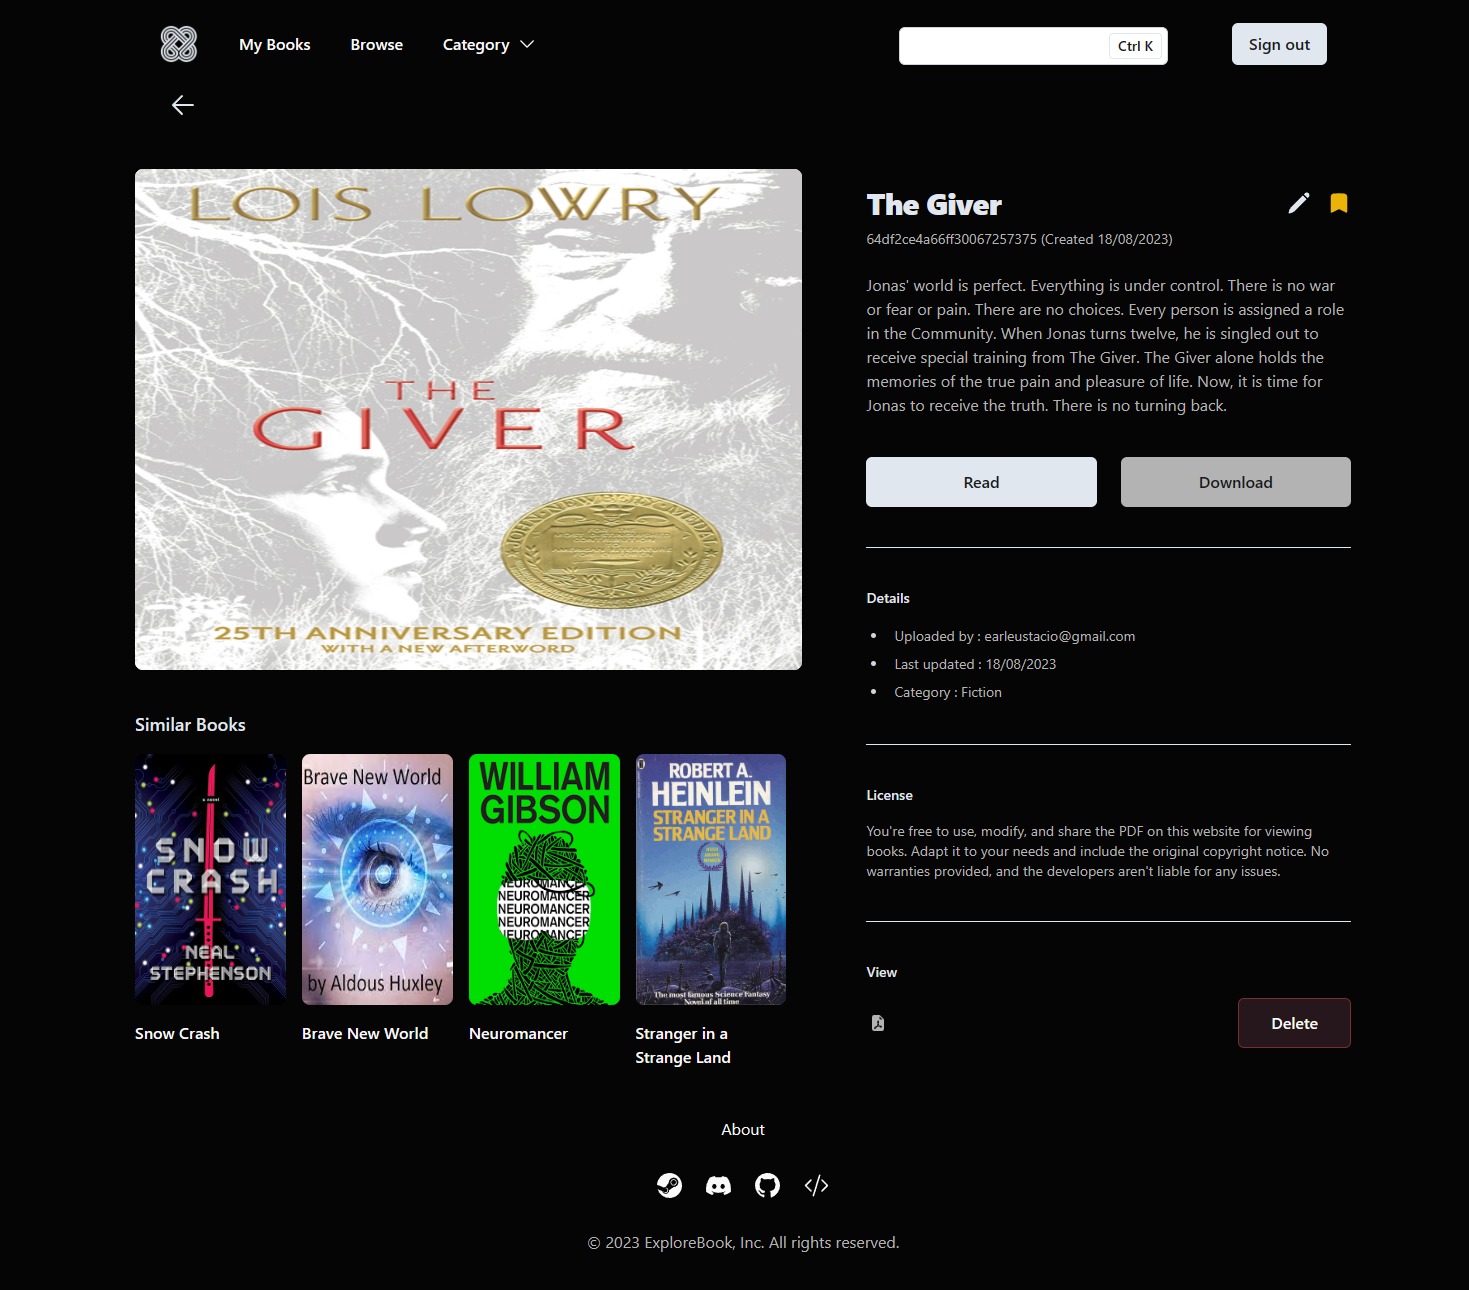 My Books
Browse
Category
Ctrl K
Sign out
LOIS LOWRY
THE
GIVER
25TH ANNIVERSARY EDITION
WITH A NEW AFTERWORD
The Giver
64df2ce4a66ff30067257375 (Created 18/08/2023)
Jonas' world is perfect. Everything is under control. There is no war
or fear or pain. There are no choices. Every person is assigned a role
in the Community. When Jonas turns twelve, he is singled out to
receive special training from The Giver. The Giver alone holds the
memories of the true pain and pleasure of life. Now, it is time for
Jonas to receive the truth. There is no turning back.
Read
Download
Details
Uploaded by : earleustacio@gmail.com
Last updated : 18/08/2023
Category : Fiction
License
You're free to use, modify, and share the PDF on this website for viewing
books. Adapt it to your needs and include the original copyright notice. No
warranties provided, and the developers aren't liable for any issues.
View
Delete
Similar Books
a novel
SNOW
CRASH
NEAL
STEPHENSON
Snow Crash
Brave New World
by Aldous Huxley
Brave New World
WILLIAM
GIBSON
NEUROMANCER
NEUROMANCER
NEUROMANCER
NEUROMANCER
NEUROMANCER
Neuromancer
ROBERT A.
HEINLEIN
STRANGER IN A
STRANGE LAND
The most famous Science Fantasy
Novel of all time
Stranger in a
Strange Land
About
© 2023 ExploreBook, Inc. All rights reserved.